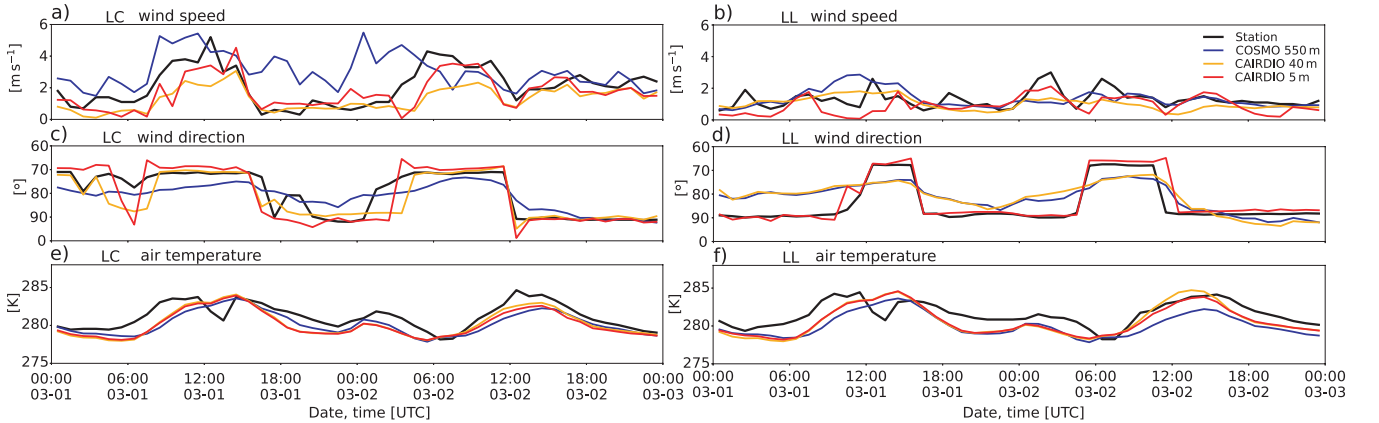 a) LC wind speed
b) LL wind speed
[m s⁻¹]
6
4
2
0
[m s⁻¹]
6
4
2
0
Station
COSMO 550 m
CAIRDIO 40 m
CAIRDIO 5 m
c) LC wind direction
d) LL wind direction
[°]
60
70
80
90
0
[°]
60
70
80
90
0
e) LC air temperature
f) LL air temperature
[K]
285
280
275
[K]
285
280
275
00:00 06:00 12:00 18:00 00:00 06:00 12:00 18:00 00:00
03-01 03-01 03-01 03-01 03-02 03-02 03-02 03-02 03-03
Date, time [UTC]
00:00 06:00 12:00 18:00 00:00 06:00 12:00 18:00 00:00
03-01 03-01 03-01 03-01 03-02 03-02 03-02 03-02 03-03
Date, time [UTC]